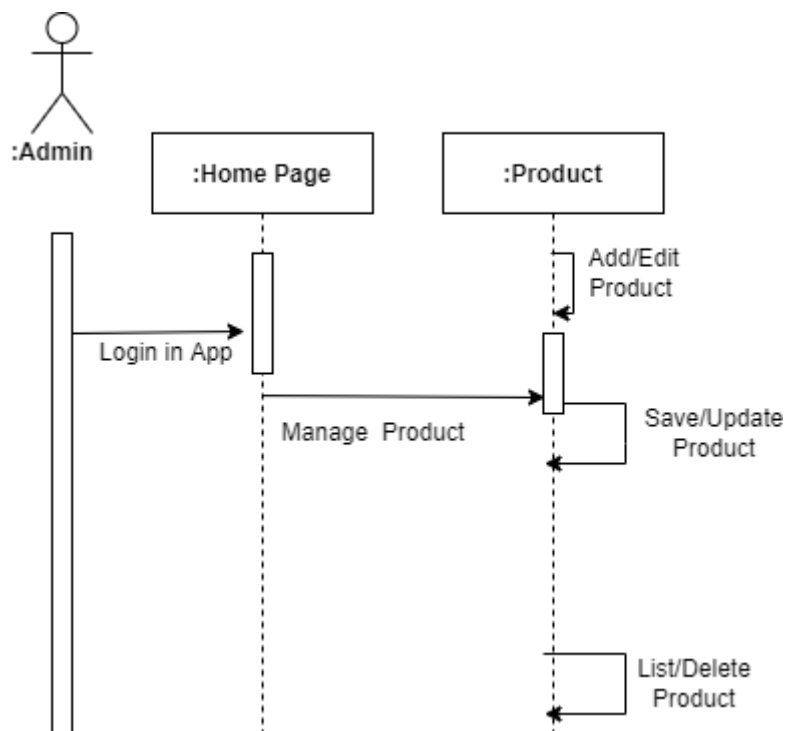 :Admin
:Home Page
:Product
Add/Edit
Product
Login in App
Manage  Product
Save/Update
Product
List/Delete
Product